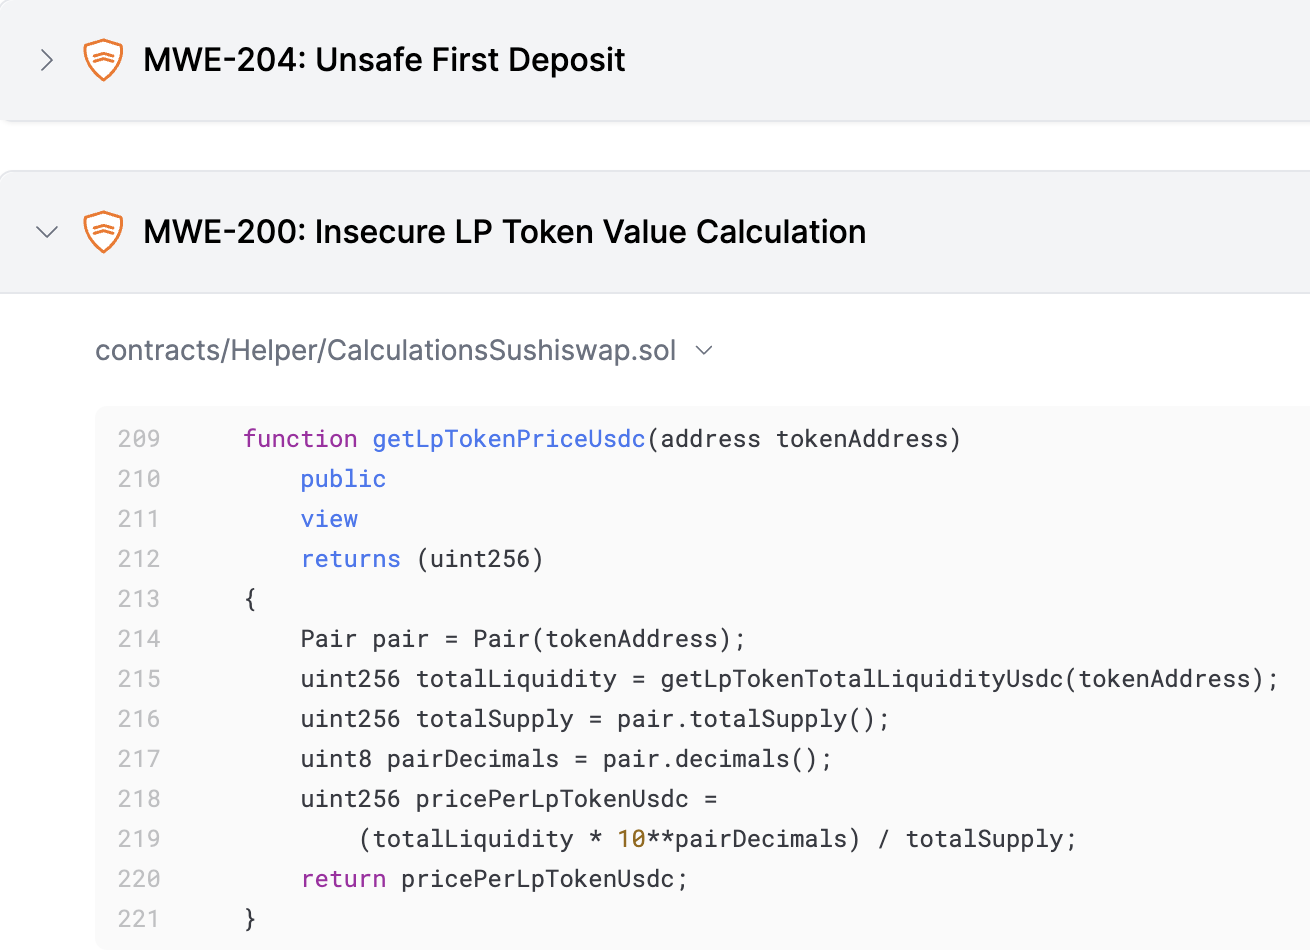 MWE-204: Unsafe First Deposit
MWE-200: Insecure LP Token Value Calculation
contracts/Helper/CalculationsSushiswap.sol
209 function getLpTokenPriceUsdc(address tokenAddress)
210 public
211 view
212 returns (uint256)
213 {
214 Pair pair = Pair(tokenAddress);
215 uint256 totalLiquidity = getLpTokenTotalLiquidityUsdc(tokenAddress);
216 uint256 totalSupply = pair.totalSupply();
217 uint8 pairDecimals = pair.decimals();
218 uint256 pricePerLpTokenUsdc =
219 (totalLiquidity * 10**pairDecimals) / totalSupply;
220 return pricePerLpTokenUsdc;
221 }